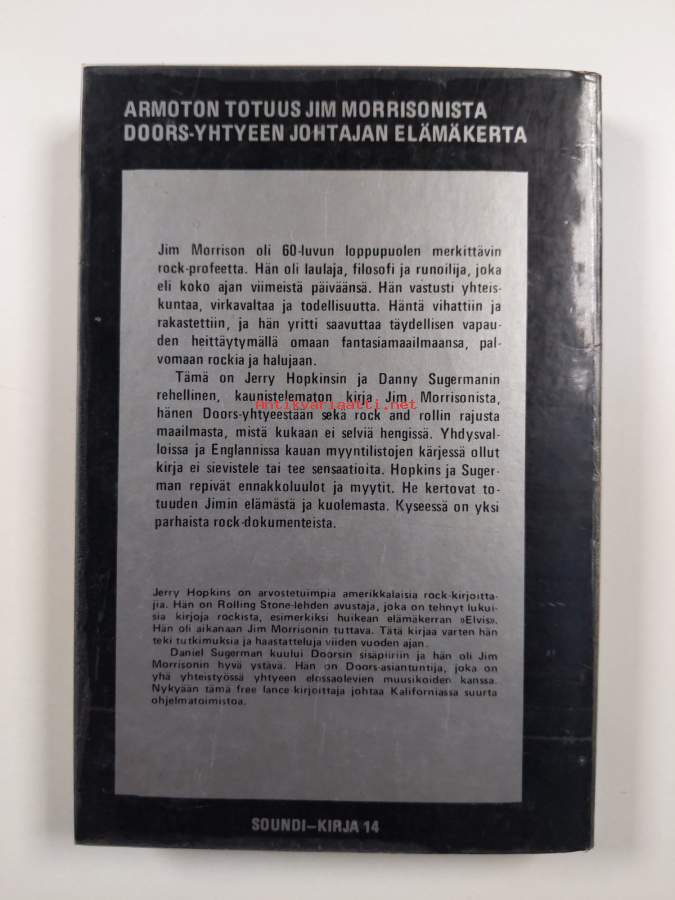 ARMOTON TOTUUS JIM MORRISONISTA
DOORS-YHTYEEN JOHTAJAN ELÄMÄKERTA
Jim Morrison oli 60-luvun loppupuolen merkittävin
rock-profeetta. Hän oli laulaja, filosofi ja runoilija, joka
eli koko ajan viimeistä päiväänsä. Hän vastusti yhteis-
kuntaa, virkavaltaa ja todellisuutta. Häntä vihattiin ja
rakastettiin, ja hän yritti saavuttaa täydellisen vapau-
den heittäytymällä omaan fantasiamaailmaansa, pal-
vomaan rockia ja halujaan.
Tämä on Jerry Hopkinsin ja Danny Sugermanin
rehellinen, kaunistelematon kirja Jim Morrisonista,
antikvariaatti.net
hänen Doors-yhtyeestään sekä rock and rollin rajusta
maailmasta, mistä kukaan ei selviä hengissä. Yhdysval-
loissa ja Englannissa kauan myyntilistojen kärjessä ollut
kirja ei sievistele tai tee sensaatioita. Hopkins ja Suger-
man repivät ennakkoluulot ja myytit. He kertovat to-
tuuden Jimin elämästä ja kuolemasta. Kyseessä on yksi
parhaista rock-dokumenteista.
Jerry Hopkins on arvostetuimpia amerikkalaisia rock-kirjoitta-
jia. Hän on Rolling Stone-lehden avustaja, joka on tehnyt lukui-
sia kirjoja rockista, esimerkiksi huikean elämäkerran »Elvis».
Hän oli aikanaan Jim Morrisonin tuttava. Tätä kirjaa varten hän
teki tutkimuksia ja haastatteluja viiden vuoden ajan.
Daniel Sugerman kuului Doorsin sisäpiiriin ja hän oli Jim
Morrisonin hyvä ystävä. Hän on Doors-asiantuntija, joka on
yhä yhteistyössä yhtyeen elossaolevien muusikoiden kanssa.
Nykyään tämä free lance-kirjoittaja johtaa Kaliforniassa suurta
ohjelmatoimistoa.
SOUNDI–KIRJA 14